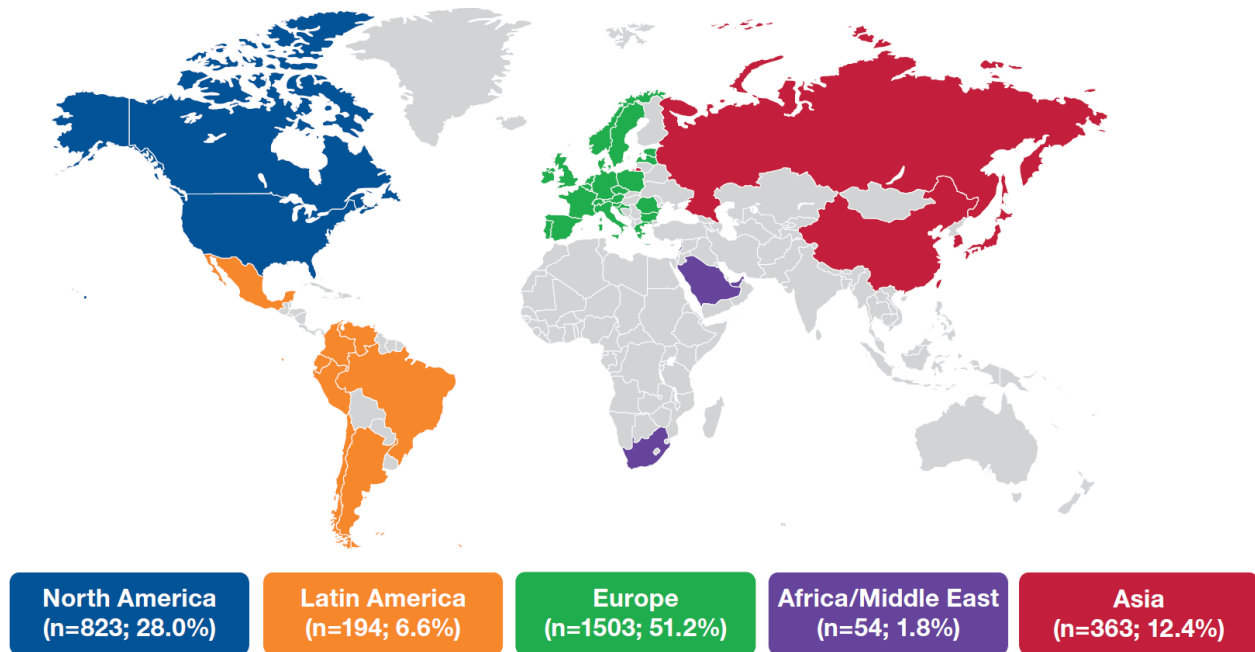 North America
(n=823; 28.0%)
Latin America
(n=194; 6.6%)
Europe
(n=1503; 51.2%)
Africa/Middle East
(n=54; 1.8%)
Asia
(n=363; 12.4%)